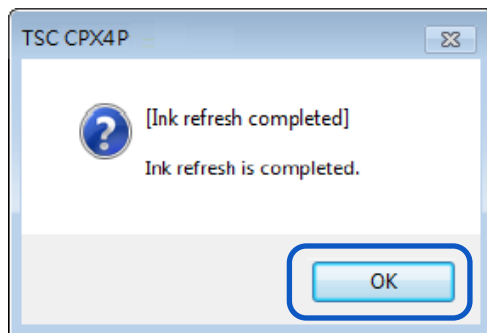 TSC CPX4P
[Ink refresh completed]
Ink refresh is completed.
OK